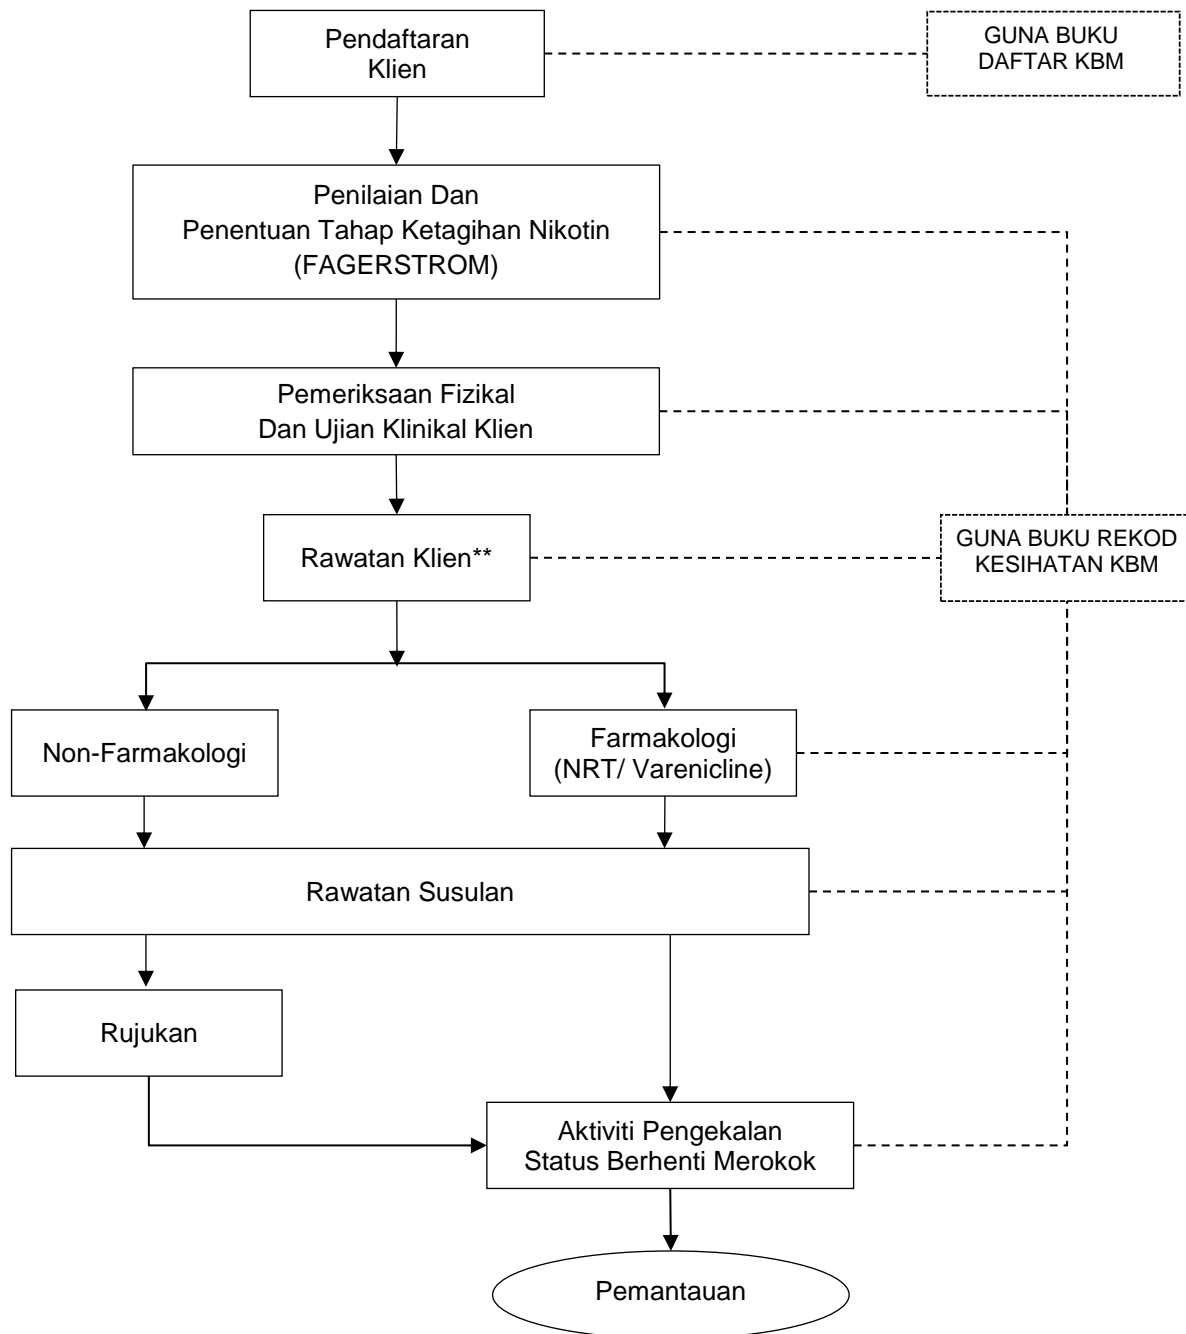 Pendaftaran
Klien
GUNA BUKU
DAFTAR KBM
Penilaian Dan
Penentuan Tahap Ketagihan Nikotin
(FAGERSTROM)
Pemeriksaan Fizikal
Dan Ujian Klinikal Klien
Rawatan Klien**
GUNA BUKU REKOD
KESIHATAN KBM
Non-Farmakologi
Farmakologi
(NRT/ Varenicline)
Rawatan Susulan
Rujukan
Aktiviti Pengekalan
Status Berhenti Merokok
Pemantauan